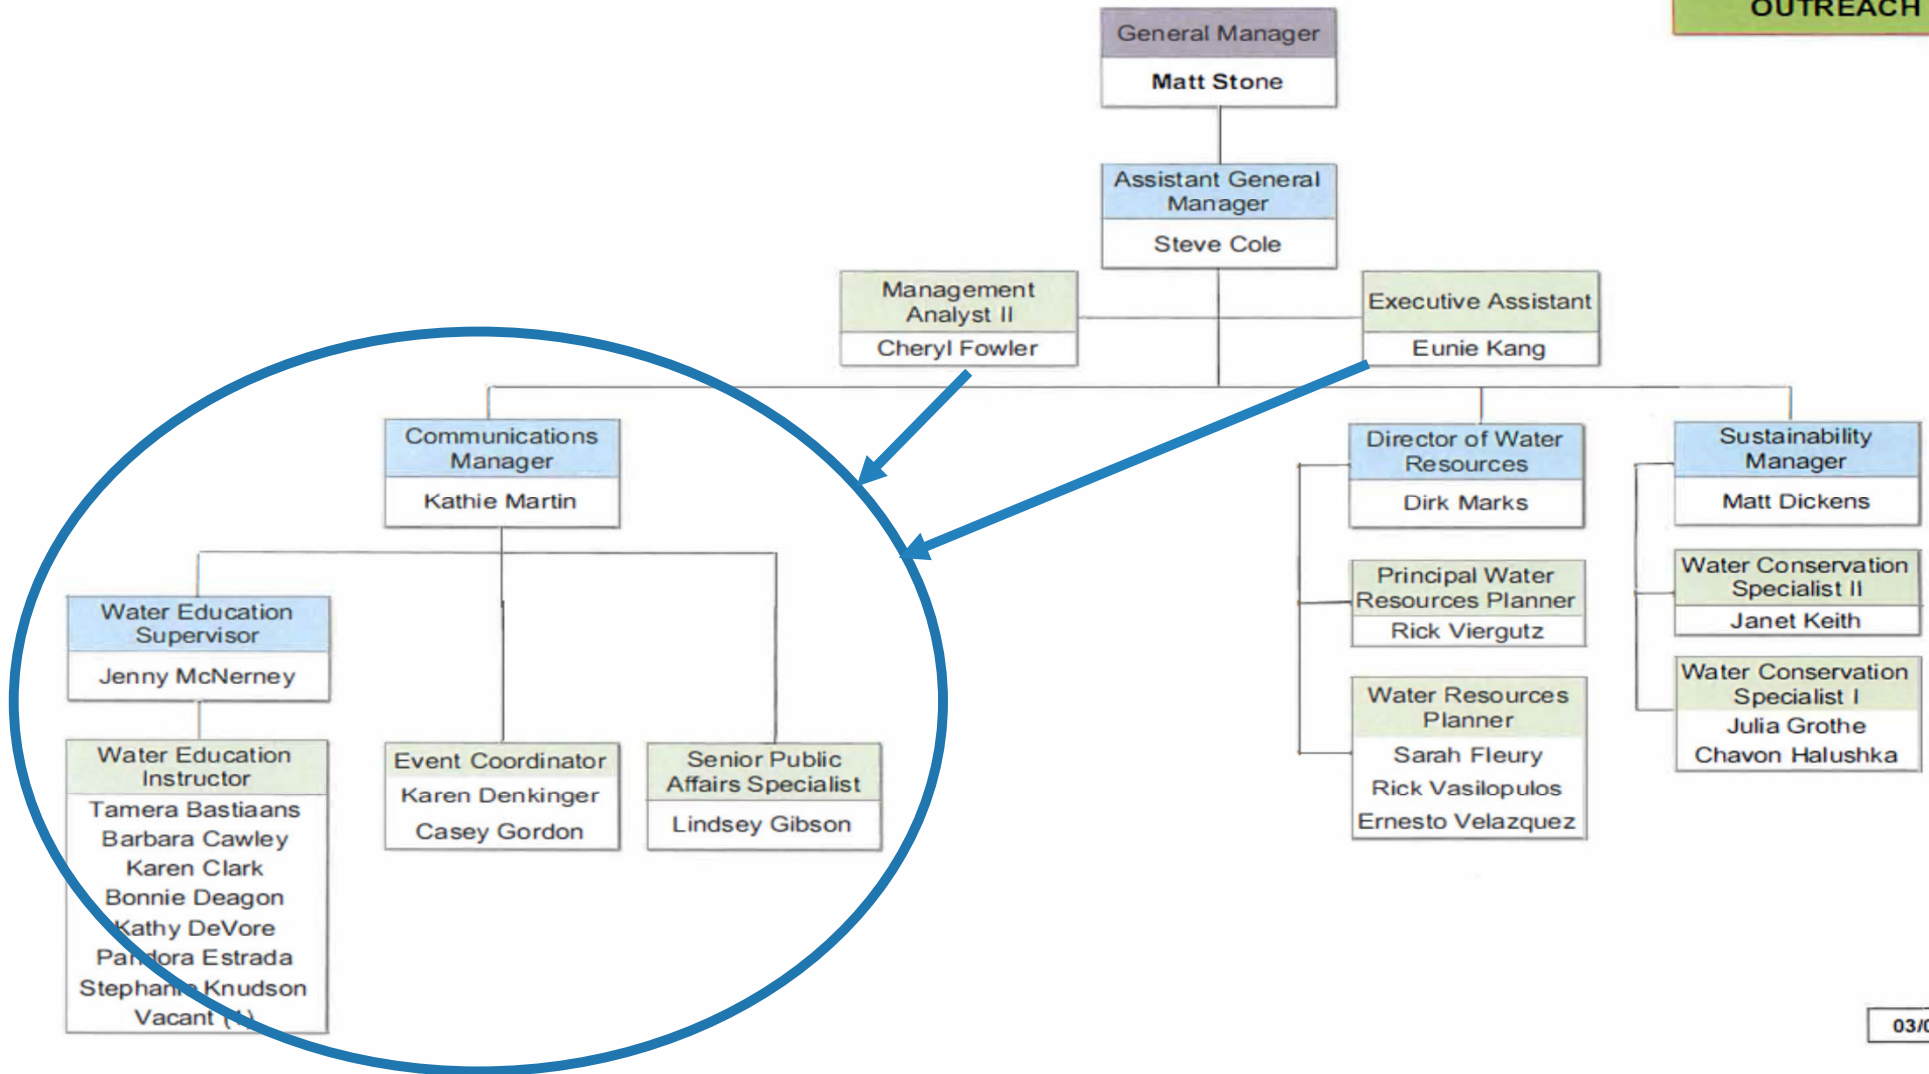 OUTREACH
General Manager
Matt Stone
Assistant General
Manager
Steve Cole
Management
Analyst II
Cheryl Fowler
Executive Assistant
Eunie Kang
Communications
Manager
Kathie Martin
Director of Water
Resources
Dirk Marks
Sustainability
Manager
Matt Dickens
Water Education
Supervisor
Jenny McNerney
Principal Water
Resources Planner
Rick Viergutz
Water Conservation
Specialist II
Janet Keith
Water Education
Instructor
Tamera Bastiaans
Barbara Cawley
Karen Clark
Bonnie Deagon
Kathy DeVore
Pandora Estrada
Stephanie Knudson
Vacant (1)
Event Coordinator
Karen Denkinger
Casey Gordon
Senior Public
Affairs Specialist
Lindsey Gibson
Water Resources
Planner
Sarah Fleury
Rick Vasilopulos
Ernesto Velazquez
Water Conservation
Specialist I
Julia Grothe
Chavon Halushka
03/0